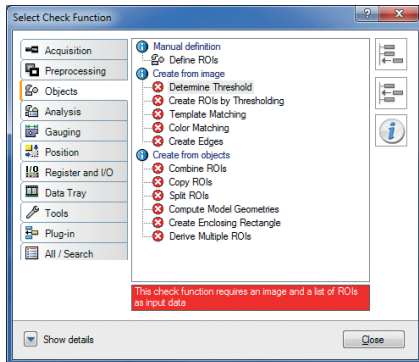 Select Check Function
Acquisition
Preprocessing
Objects
Analysis
Gauging
Position
Register and I/O
Data Tray
Tools
Plug-in
All / Search
Manual definition
Define ROIs
Create from image
Determine Threshold
Create ROIs by Thresholding
Template Matching
Color Matching
Create Edges
Create from objects
Combine ROIs
Copy ROIs
Split ROIs
Compute Model Geometries
Create Enclosing Rectangle
Derive Multiple ROIs
This check function requires an image and a list of ROIs
as input data
Show details
Close